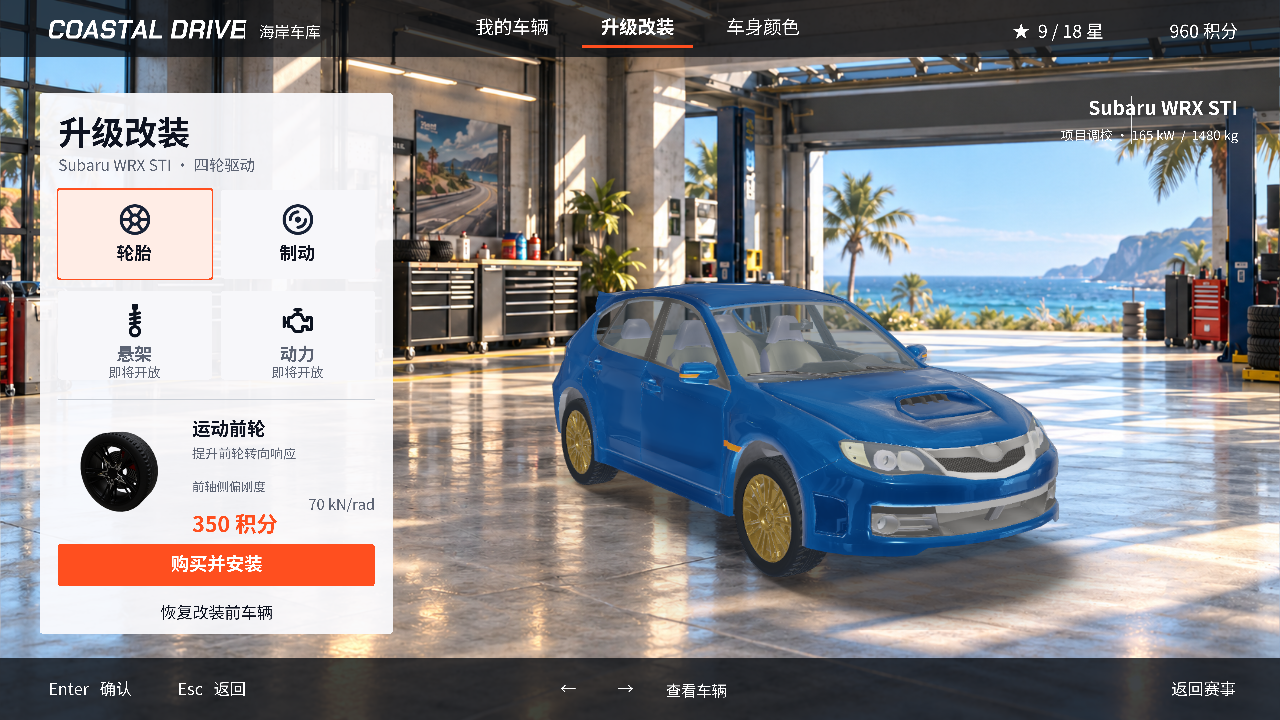 COASTAL DRIVE 海岸车库
我的车辆 升级改装 车身颜色
★ 9 / 18 星 960 积分
Subaru WRX STI
项目调校 · 165 kW / 1480 kg
升级改装
Subaru WRX STI · 四轮驱动
轮胎 制动
悬架 动力
即将开放 即将开放
运动前轮
提升前轮转向响应
前轴侧偏刚度
70 kN/rad
350 积分
购买并安装
恢复改装前车辆
Enter 确认 Esc 返回 ← → 查看车辆 返回赛事